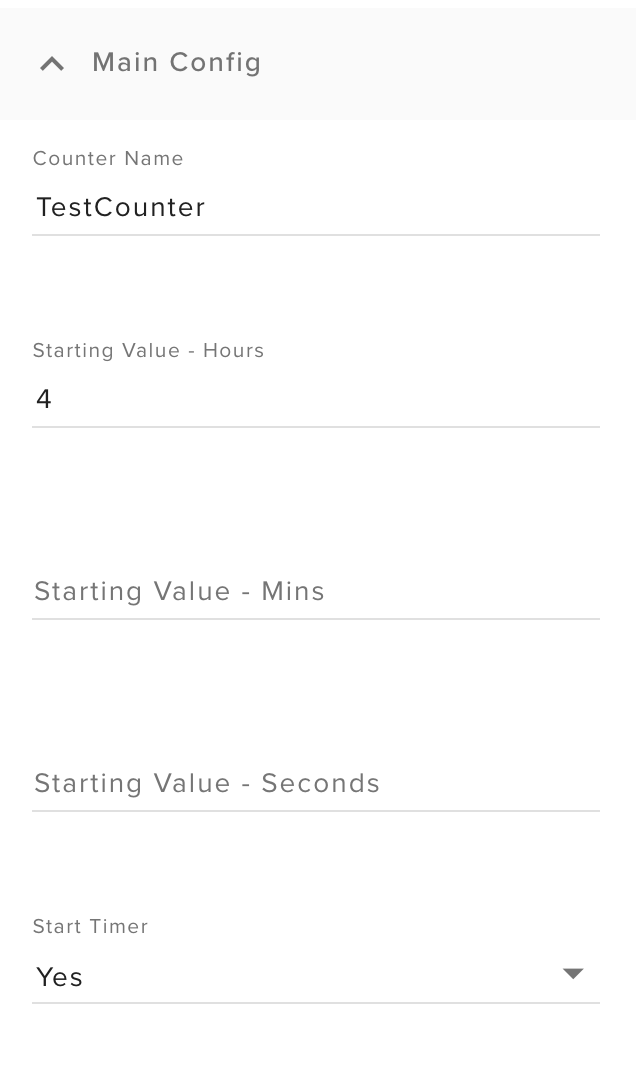 Main Config
Counter Name
TestCounter
Starting Value - Hours
4
Starting Value - Mins
Starting Value - Seconds
Start Timer
Yes